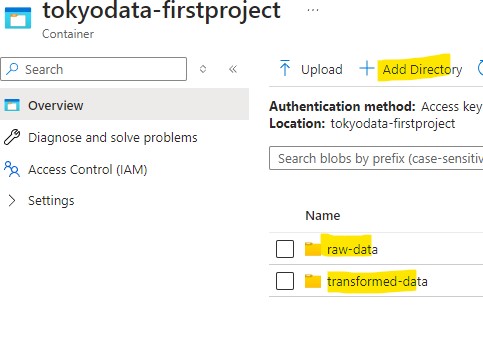 tokyodata-firstproject ...
Container
Search
Upload + Add Directory
Overview
Authentication method: Access key
Diagnose and solve problems
Location: tokyodata-firstproject
Access Control (IAM)
Search blobs by prefix (case-sensitiv
Settings
Name
raw-data
transformed-data